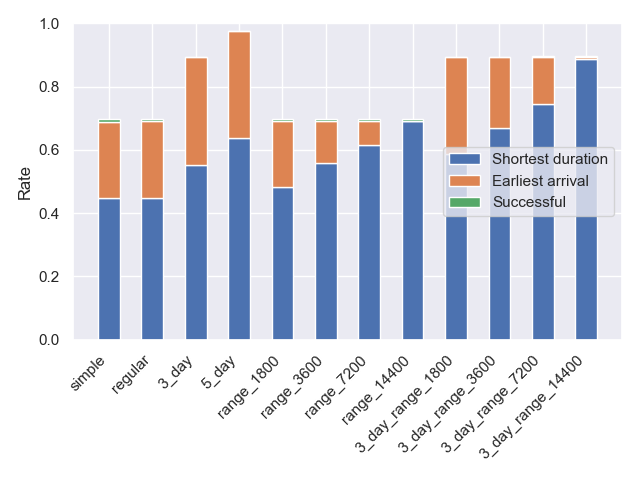 1.0
0.8
0.6
0.4
0.2
0.0
Rate
Shortest duration
Earliest arrival
Successful
simple
regular
3_day
5_day
range_1800
range_3600
range_7200
range_14400
3_day_range_1800
3_day_range_3600
3_day_range_7200
3_day_range_14400